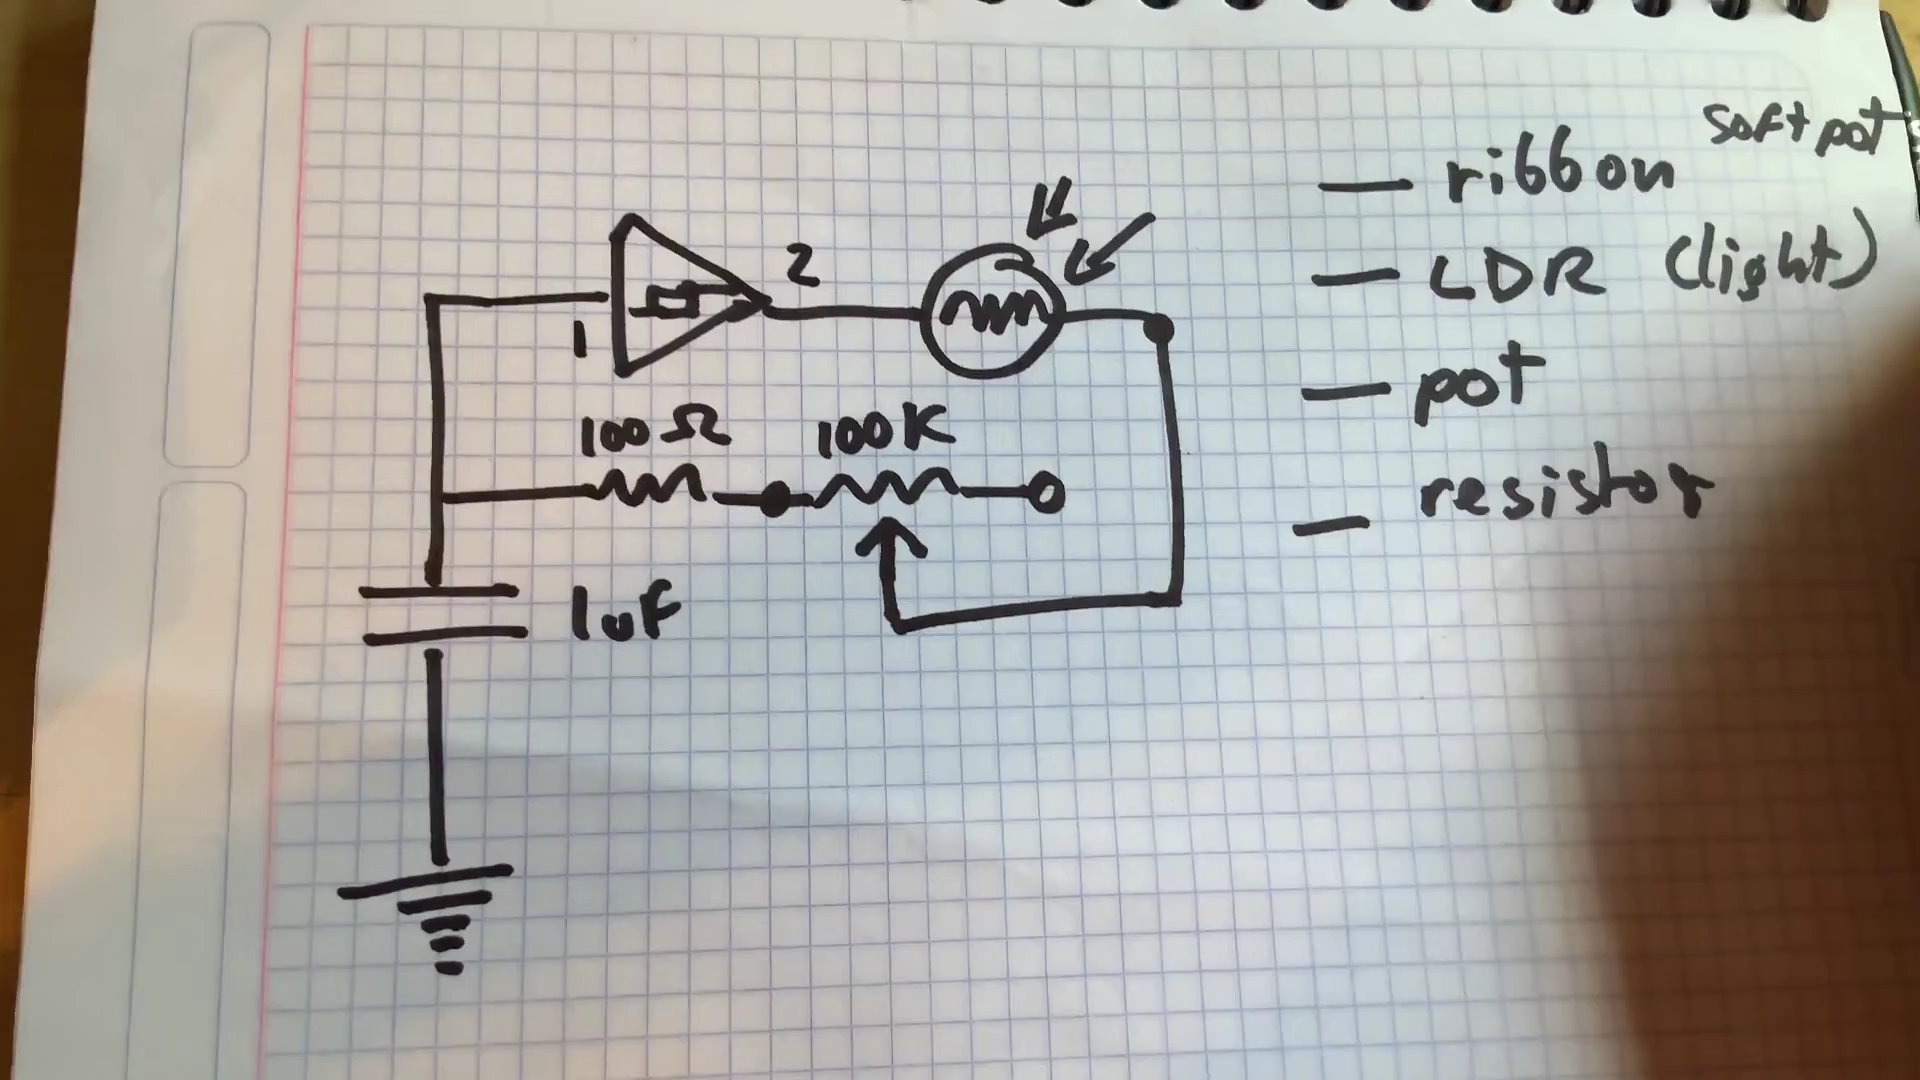 soft pot
— ribbon
— LDR (light)
— pot
— resistor
2
1
100Ω 100K
1uF